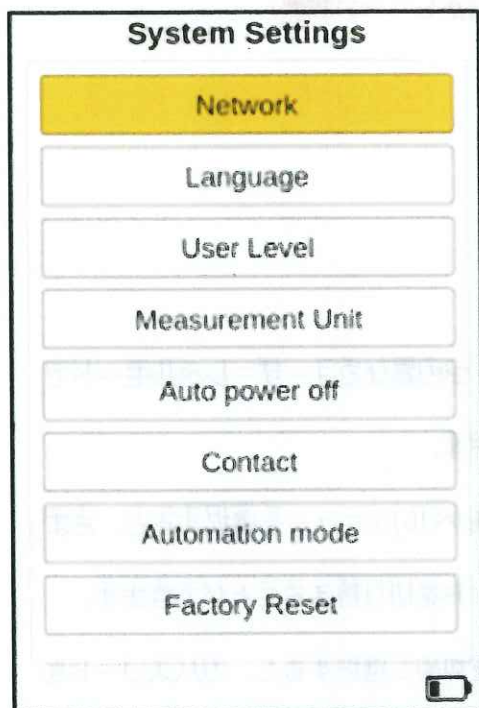 System Settings
Network
Language
User Level
Measurement Unit
Auto power off
Contact
Automation mode
Factory Reset